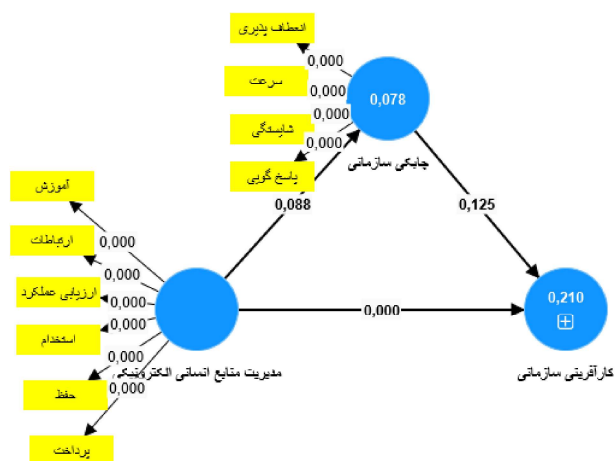 انعطاف پذیری
0,000
سرعت
0,000
0,078
0,000
شایستگی
0,000
پاسخ گویی
چابکی سازمانی
آموزش
0,088
0,125
0,000
ارتباطات
0,000
ارزیابی عملکرد
0,000
0,000
0,210
0,000
استخدام
0,000
حفظ
0,000
مدیریت منابع انسانی الکترونیکی
کارآفرینی سازمانی
پرداخت